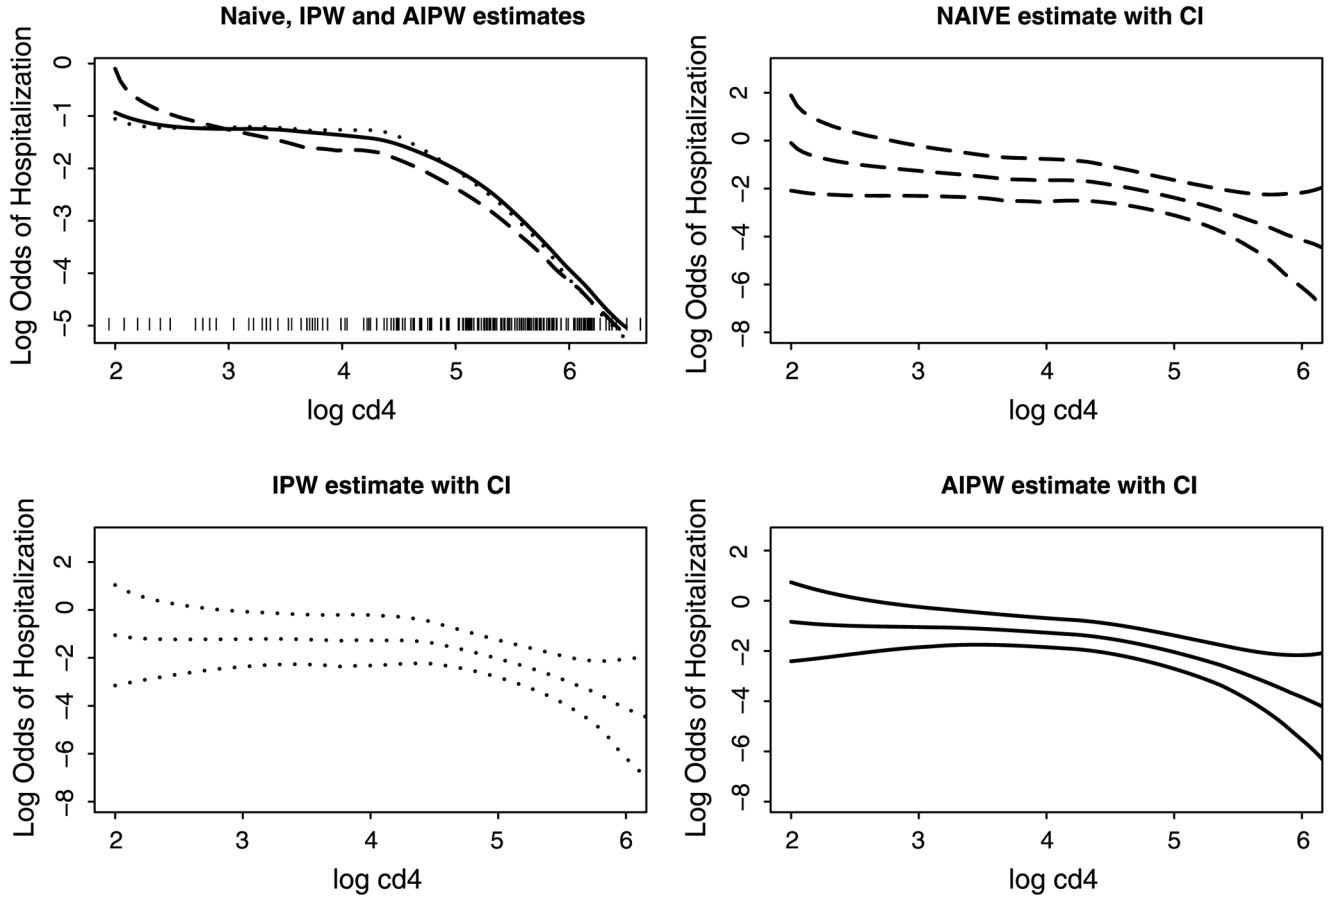 Naive, IPW and AIPW estimates
Log Odds of Hospitalization
0
−1
−2
−3
−4
−5
2 3 4 5 6
log cd4
NAIVE estimate with CI
Log Odds of Hospitalization
2
0
−2
−4
−6
−8
2 3 4 5 6
log cd4
IPW estimate with CI
Log Odds of Hospitalization
2
0
−2
−4
−6
−8
2 3 4 5 6
log cd4
AIPW estimate with CI
Log Odds of Hospitalization
2
0
−2
−4
−6
−8
2 3 4 5 6
log cd4